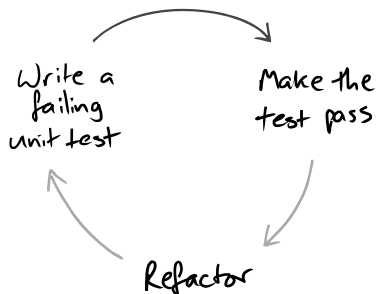 Write a
failing
unit test
Make the
test pass
Refactor